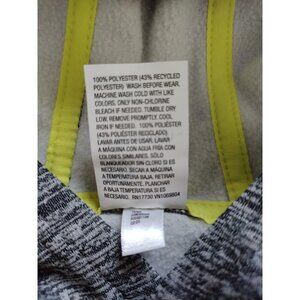 100% POLYESTER (43% RECYCLED
POLYESTER) WASH BEFORE WEAR.
MACHINE WASH COLD WITH LIKE
COLORS. ONLY NON-CHLORINE
BLEACH IF NEEDED. TUMBLE DRY
LOW. REMOVE PROMPTLY. COOL
IRON IF NEEDED. 100% POLIÉSTER
(43% POLIÉSTER RECICLADO)
LAVAR ANTES DE USAR. LAVAR
A MÁQUINA CON AGUA FRÍA CON
COLORES SIMILARES. SÓLO
BLANQUEADOR SIN CLORO SI ES
NECESARIO. SECAR A MÁQUINA
A TEMPERATURA BAJA. RETIRAR
OPORTUNAMENTE. PLANCHAR
A BAJA TEMPERATURA SI ES
NECESARIO. RN17730 VN1069804